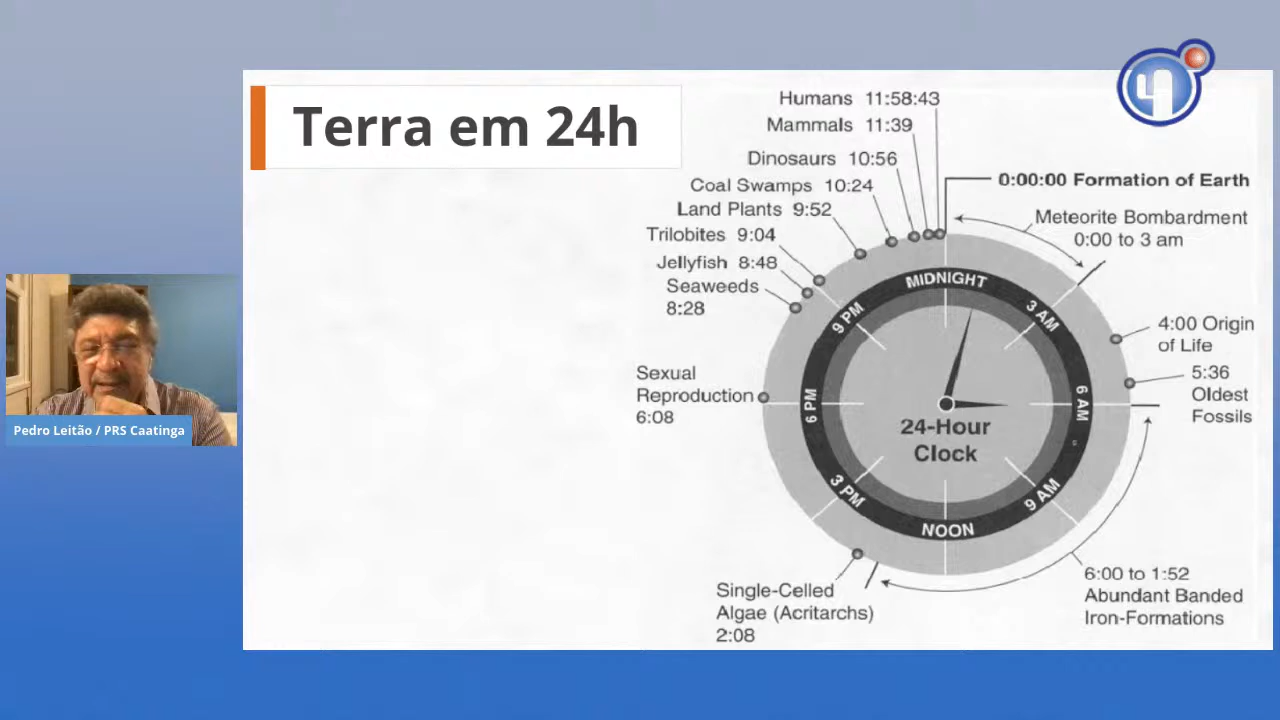 Terra em 24h
Humans 11:58:43
Mammals 11:39
Dinosaurs 10:56
Coal Swamps 10:24
Land Plants 9:52
Trilobites 9:04
Jellyfish 8:48
Seaweeds
8:28
Sexual
Reproduction
6:08
Single-Celled
Algae (Acritarchs)
2:08
0:00:00 Formation of Earth
Meteorite Bombardment
0:00 to 3 am
4:00 Origin
of Life
5:36
Oldest
Fossils
6:00 to 1:52
Abundant Banded
Iron-Formations
MIDNIGHT
3 AM
6 AM
9 AM
NOON
3 PM
6 PM
9 PM
24-Hour
Clock
Pedro Leitão / PRS Caatinga
4